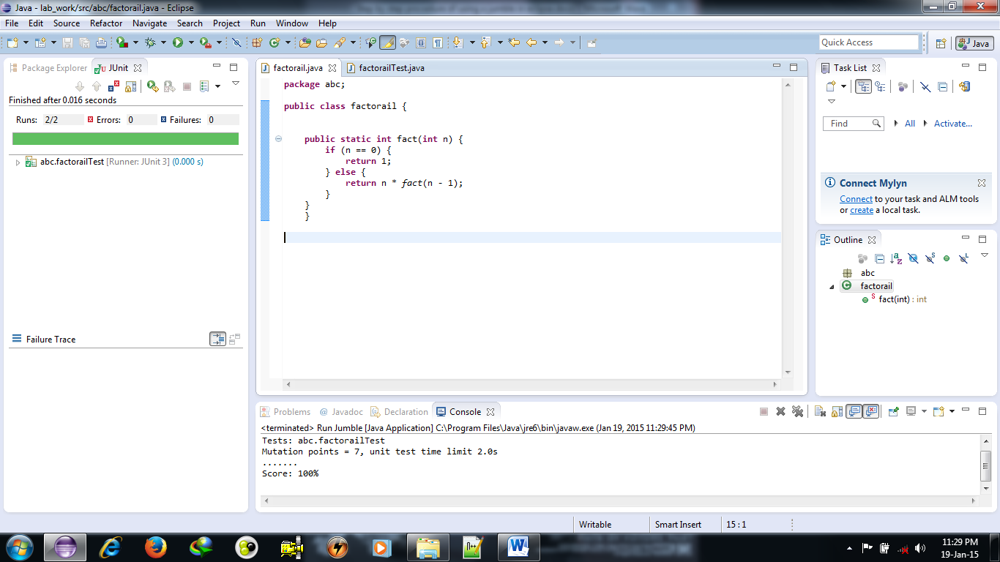 Java - lab_work/src/abc/factorail.java - Eclipse
File Edit Source Refactor Navigate Search Project Run Window Help
Quick Access
Java
Package Explorer JUnit
Finished after 0.016 seconds
Runs: 2/2 Errors: 0 Failures: 0
abc.factorailTest [Runner: JUnit 3] (0.000 s)
Failure Trace
factorail.java factorailTest.java
package abc;
public class factorail {
public static int fact(int n) {
if (n == 0) {
return 1;
} else {
return n * fact(n - 1);
}
}
}
Task List
Find All Activate...
Connect Mylyn
Connect to your task and ALM tools
or create a local task.
Outline
abc
factorail
fact(int) : int
Problems @ Javadoc Declaration Console
<terminated> Run Jumble [Java Application] C:\Program Files\Java\jre6\bin\javaw.exe (Jan 19, 2015 11:29:45 PM)
Tests: abc.factorailTest
Mutation points = 7, unit test time limit 2.0s
.......
Score: 100%
Writable Smart Insert 15 : 1
11:29 PM
19-Jan-15